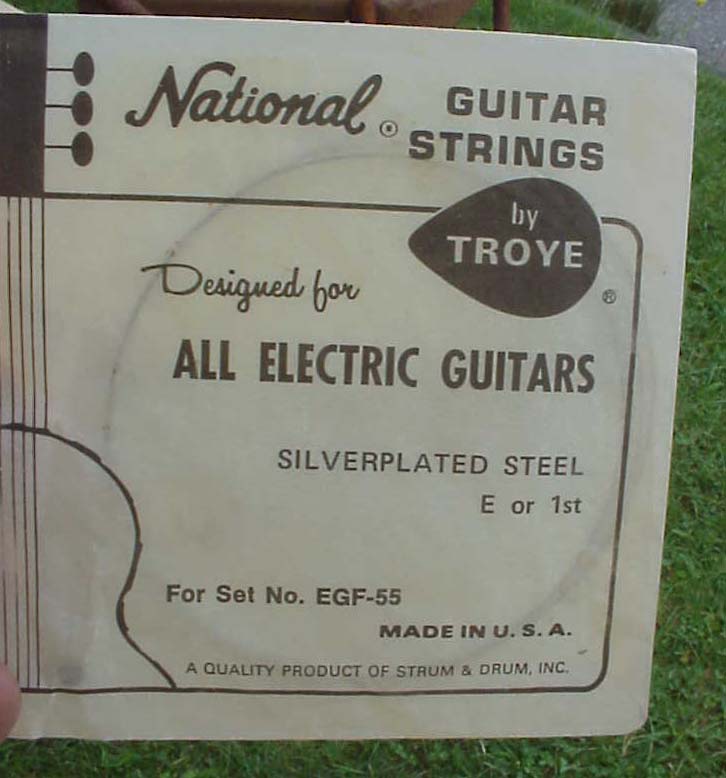 National ® GUITAR
STRINGS
by
TROYE ®
Designed for
ALL ELECTRIC GUITARS
SILVERPLATED STEEL
E or 1st
For Set No. EGF-55
MADE IN U. S. A.
A QUALITY PRODUCT OF STRUM & DRUM, INC.